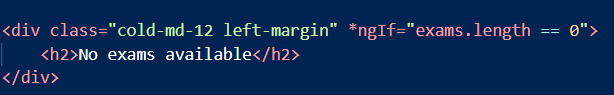 <div class="cold-md-12 left-margin" *ngIf="exams.length == 0">
<h2>No exams available</h2>
</div>